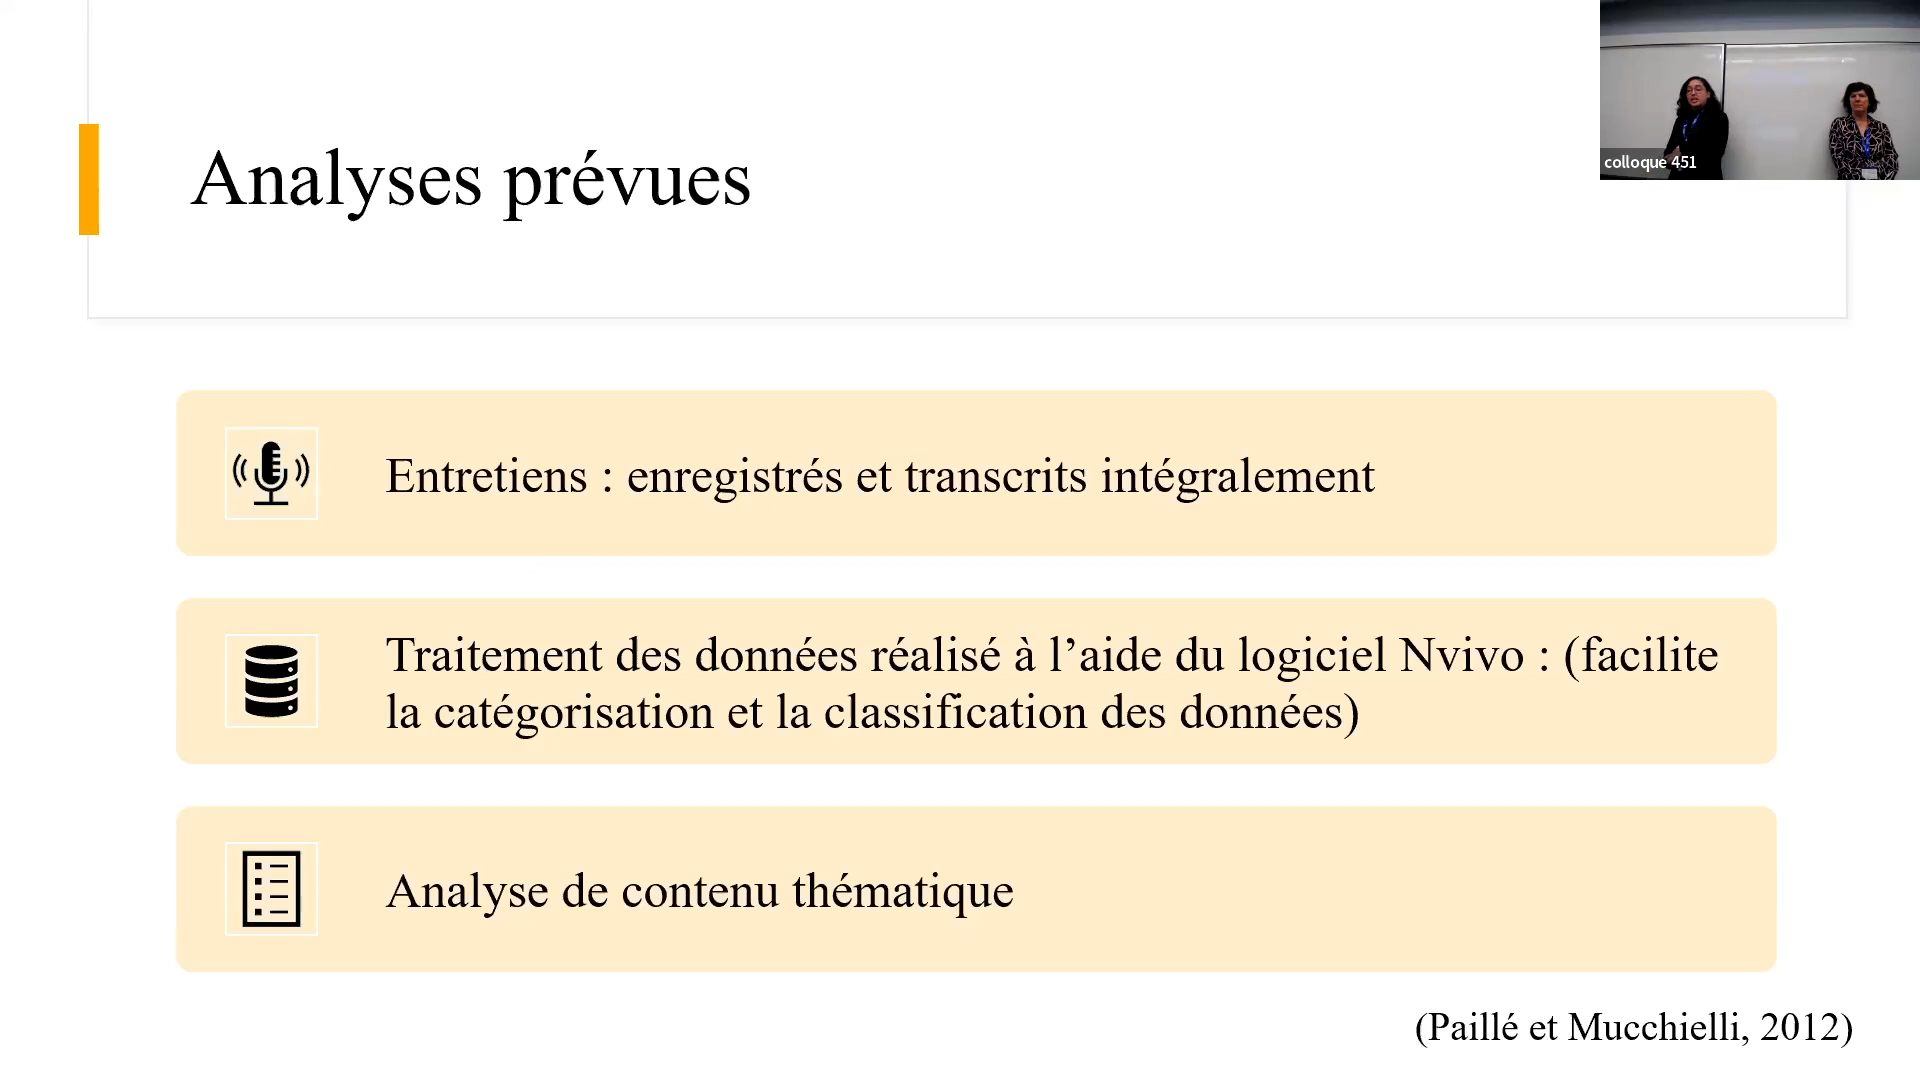 Analyses prévues
colloque 451
Entretiens : enregistrés et transcrits intégralement
Traitement des données réalisé à l’aide du logiciel Nvivo : (facilite
la catégorisation et la classification des données)
Analyse de contenu thématique
(Paillé et Mucchielli, 2012)